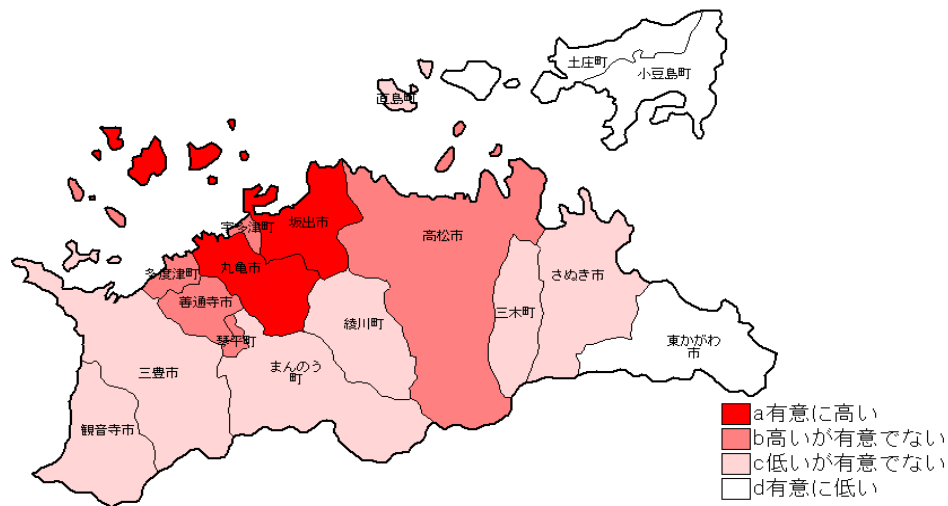 土庄町
小豆島町
直島町
宇多津町
坂出市
高松市
多度津町
丸亀市
さぬき市
善通寺市
綾川町
三木町
琴平町
まんのう
町
東かがわ
市
三豊市
観音寺市
a有意に高い
b高いが有意でない
c低いが有意でない
d有意に低い